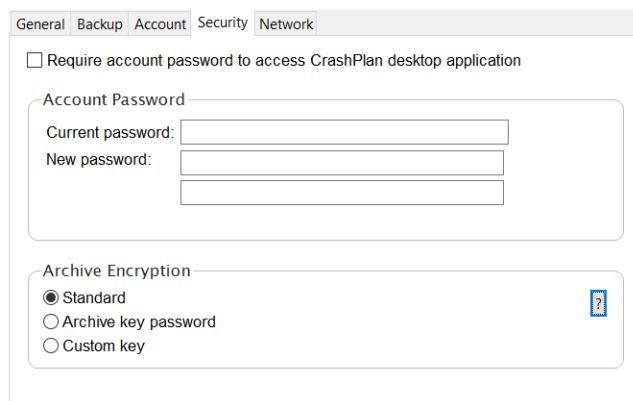 General Backup Account Security Network
Require account password to access CrashPlan desktop application
Account Password
Current password:
New password:
Archive Encryption
Standard
?
Archive key password
Custom key